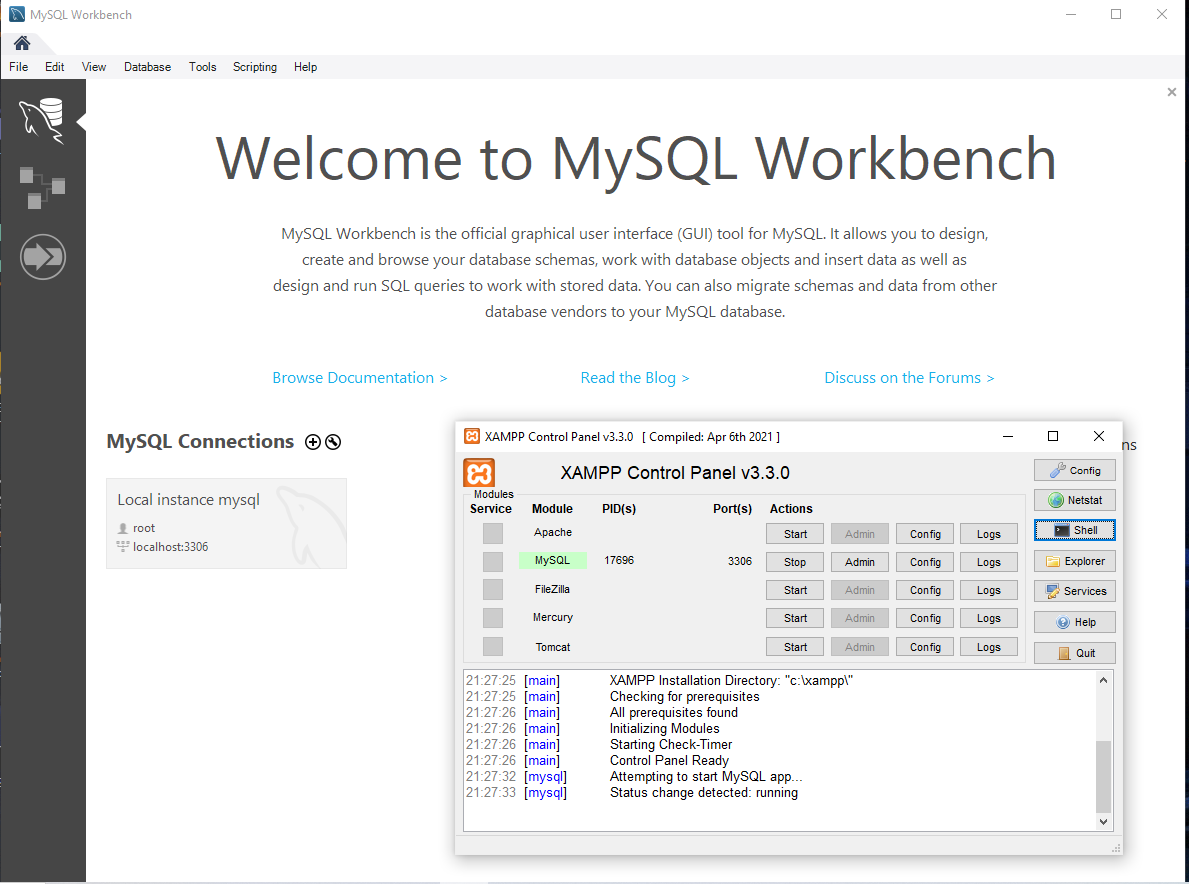 MySQL Workbench
File Edit View Database Tools Scripting Help
Welcome to MySQL Workbench
MySQL Workbench is the official graphical user interface (GUI) tool for MySQL. It allows you to design,
create and browse your database schemas, work with database objects and insert data as well as
design and run SQL queries to work with stored data. You can also migrate schemas and data from other
database vendors to your MySQL database.
Browse Documentation > Read the Blog > Discuss on the Forums >
MySQL Connections
Local instance mysql
root
localhost:3306
XAMPP Control Panel v3.3.0 [ Compiled: Apr 6th 2021 ]
XAMPP Control Panel v3.3.0
Modules
Service Module PID(s) Port(s) Actions
Apache Start Admin Config Logs
MySQL 17696 3306 Stop Admin Config Logs
FileZilla Start Admin Config Logs
Mercury Start Admin Config Logs
Tomcat Start Admin Config Logs
Config
Netstat
Shell
Explorer
Services
Help
Quit
21:27:25 [main] XAMPP Installation Directory: "c:\xampp\"
21:27:25 [main] Checking for prerequisites
21:27:26 [main] All prerequisites found
21:27:26 [main] Initializing Modules
21:27:26 [main] Starting Check-Timer
21:27:26 [main] Control Panel Ready
21:27:32 [mysql] Attempting to start MySQL app...
21:27:33 [mysql] Status change detected: running